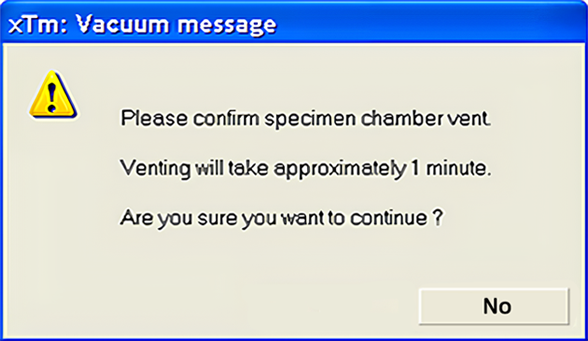 xTm: Vacuum message
Please confirm specimen chamber vent.
Venting will take approximately 1 minute.
Are you sure you want to continue ?
No